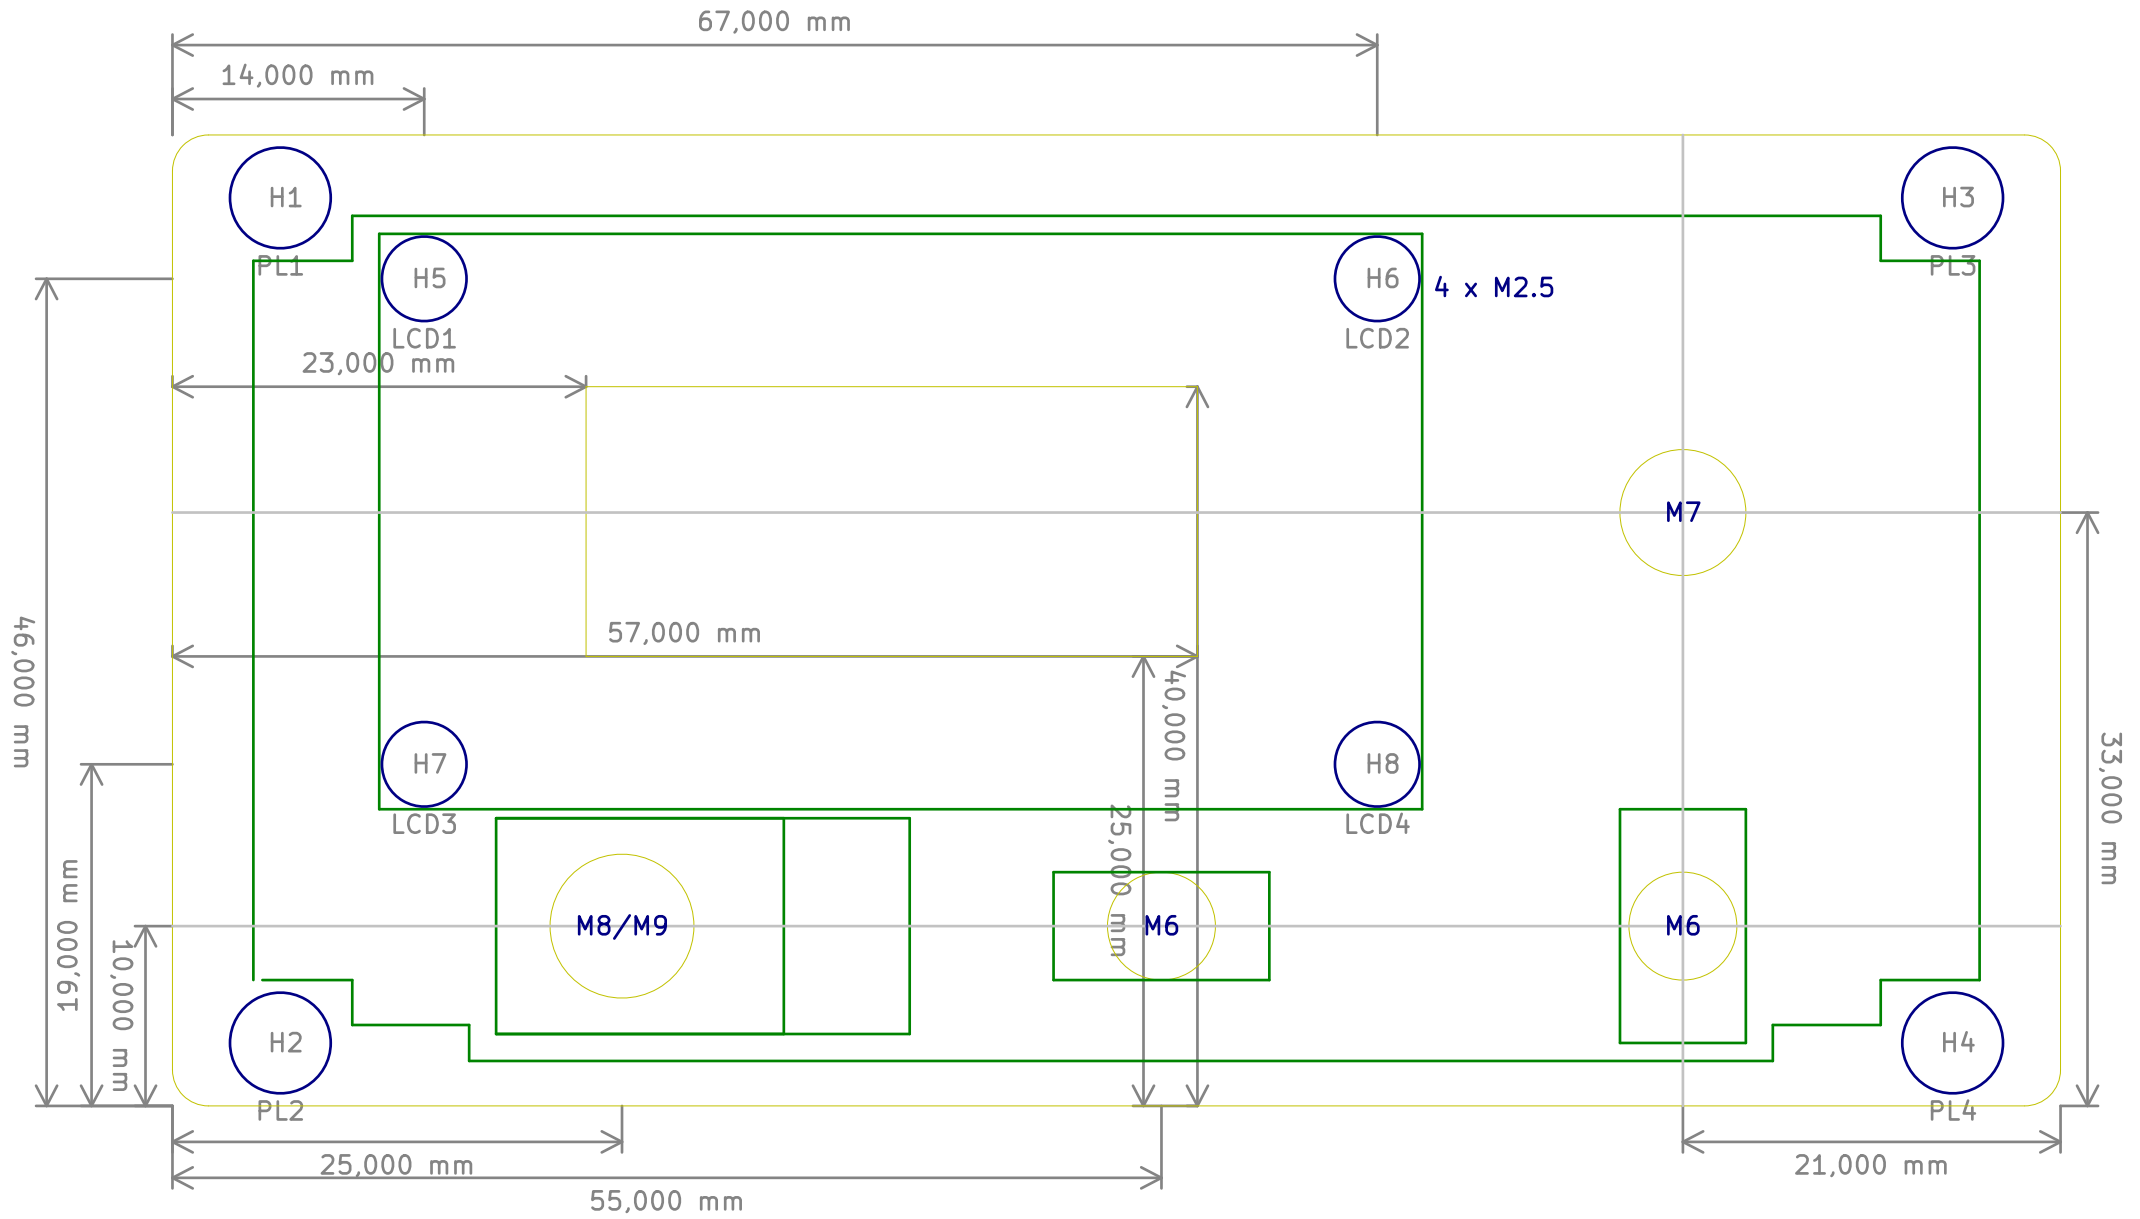 67,000 mm
14,000 mm
H1
H3
PL1
PL3
H5
H6
4 x M2.5
LCD1
LCD2
23,000 mm
M7
46,000 mm
57,000 mm
40,000 mm
33,000 mm
H7
H8
LCD3
LCD4
25,000 mm
19,000 mm
10,000 mm
M8/M9
M6
M6
H2
H4
PL2
PL4
25,000 mm
21,000 mm
55,000 mm